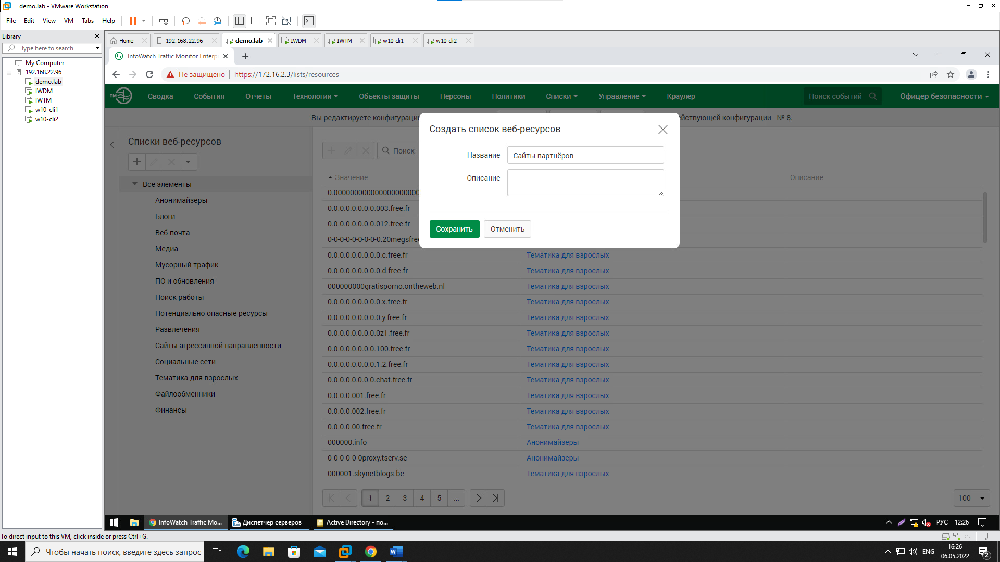 demo.lab - VMware Workstation
File Edit View VM Tabs Help
Library
Type here to search
My Computer
192.168.22.96
demo.lab
IWDM
IWTM
w10-cli1
w10-cli2
Home 192.168.22.96 demo.lab IWDM IWTM w10-cli1 w10-cli2
InfoWatch Traffic Monitor Enterp
Не защищено https://172.16.2.3/lists/resources
TM Сводка События Отчеты Технологии Объекты защиты Персоны Политики Списки Управление Краулер Поиск событий Офицер безопасности
Вы редактируете конфигурацию
ействующей конфигурации - № 8.
Списки веб-ресурсов
Все элементы
Анонимайзеры
Блоги
Веб-почта
Медиа
Мусорный трафик
ПО и обновления
Поиск работы
Потенциально опасные ресурсы
Развлечения
Сайты агрессивной направленности
Социальные сети
Тематика для взрослых
Файлообменники
Финансы
Создать список веб-ресурсов
Название Сайты партнёров
Описание
Сохранить Отменить
Поиск
Значение Описание
0.0.0.0.0.0.0.003.free.fr
0.0.0.0.0.0.0.012.free.fr
0-0-0-0-0-0-0-0.20megsfree
0.0.0.0.0.0.0.0.c.free.fr Тематика для взрослых
0.0.0.0.0.0.0.0.d.free.fr Тематика для взрослых
000000000gratisporno.ontheweb.nl Тематика для взрослых
0.0.0.0.0.0.0.0.x.free.fr Тематика для взрослых
0.0.0.0.0.0.0.0.y.free.fr Тематика для взрослых
0.0.0.0.0.0.0.0z1.free.fr Тематика для взрослых
0.0.0.0.0.0.0.100.free.fr Тематика для взрослых
0.0.0.0.0.0.0.1.2.free.fr Тематика для взрослых
0.0.0.0.0.0.0.chat.free.fr Тематика для взрослых
0.0.0.0.001.free.fr Тематика для взрослых
0.0.0.0.002.free.fr Тематика для взрослых
0.0.0.0.00.free.fr Тематика для взрослых
000000.info Анонимайзеры
0-0-0-0-0-0proxy.tserv.se Анонимайзеры
000001.skynetblogs.be Тематика для взрослых
1 2 3 4 5 ... 100
InfoWatch Traffic Mo... Диспетчер серверов Active Directory - по... РУС 12:26
To direct input to this VM, click inside or press Ctrl+G.
Чтобы начать поиск, введите здесь запрос ENG 16:26
06.05.2022
2